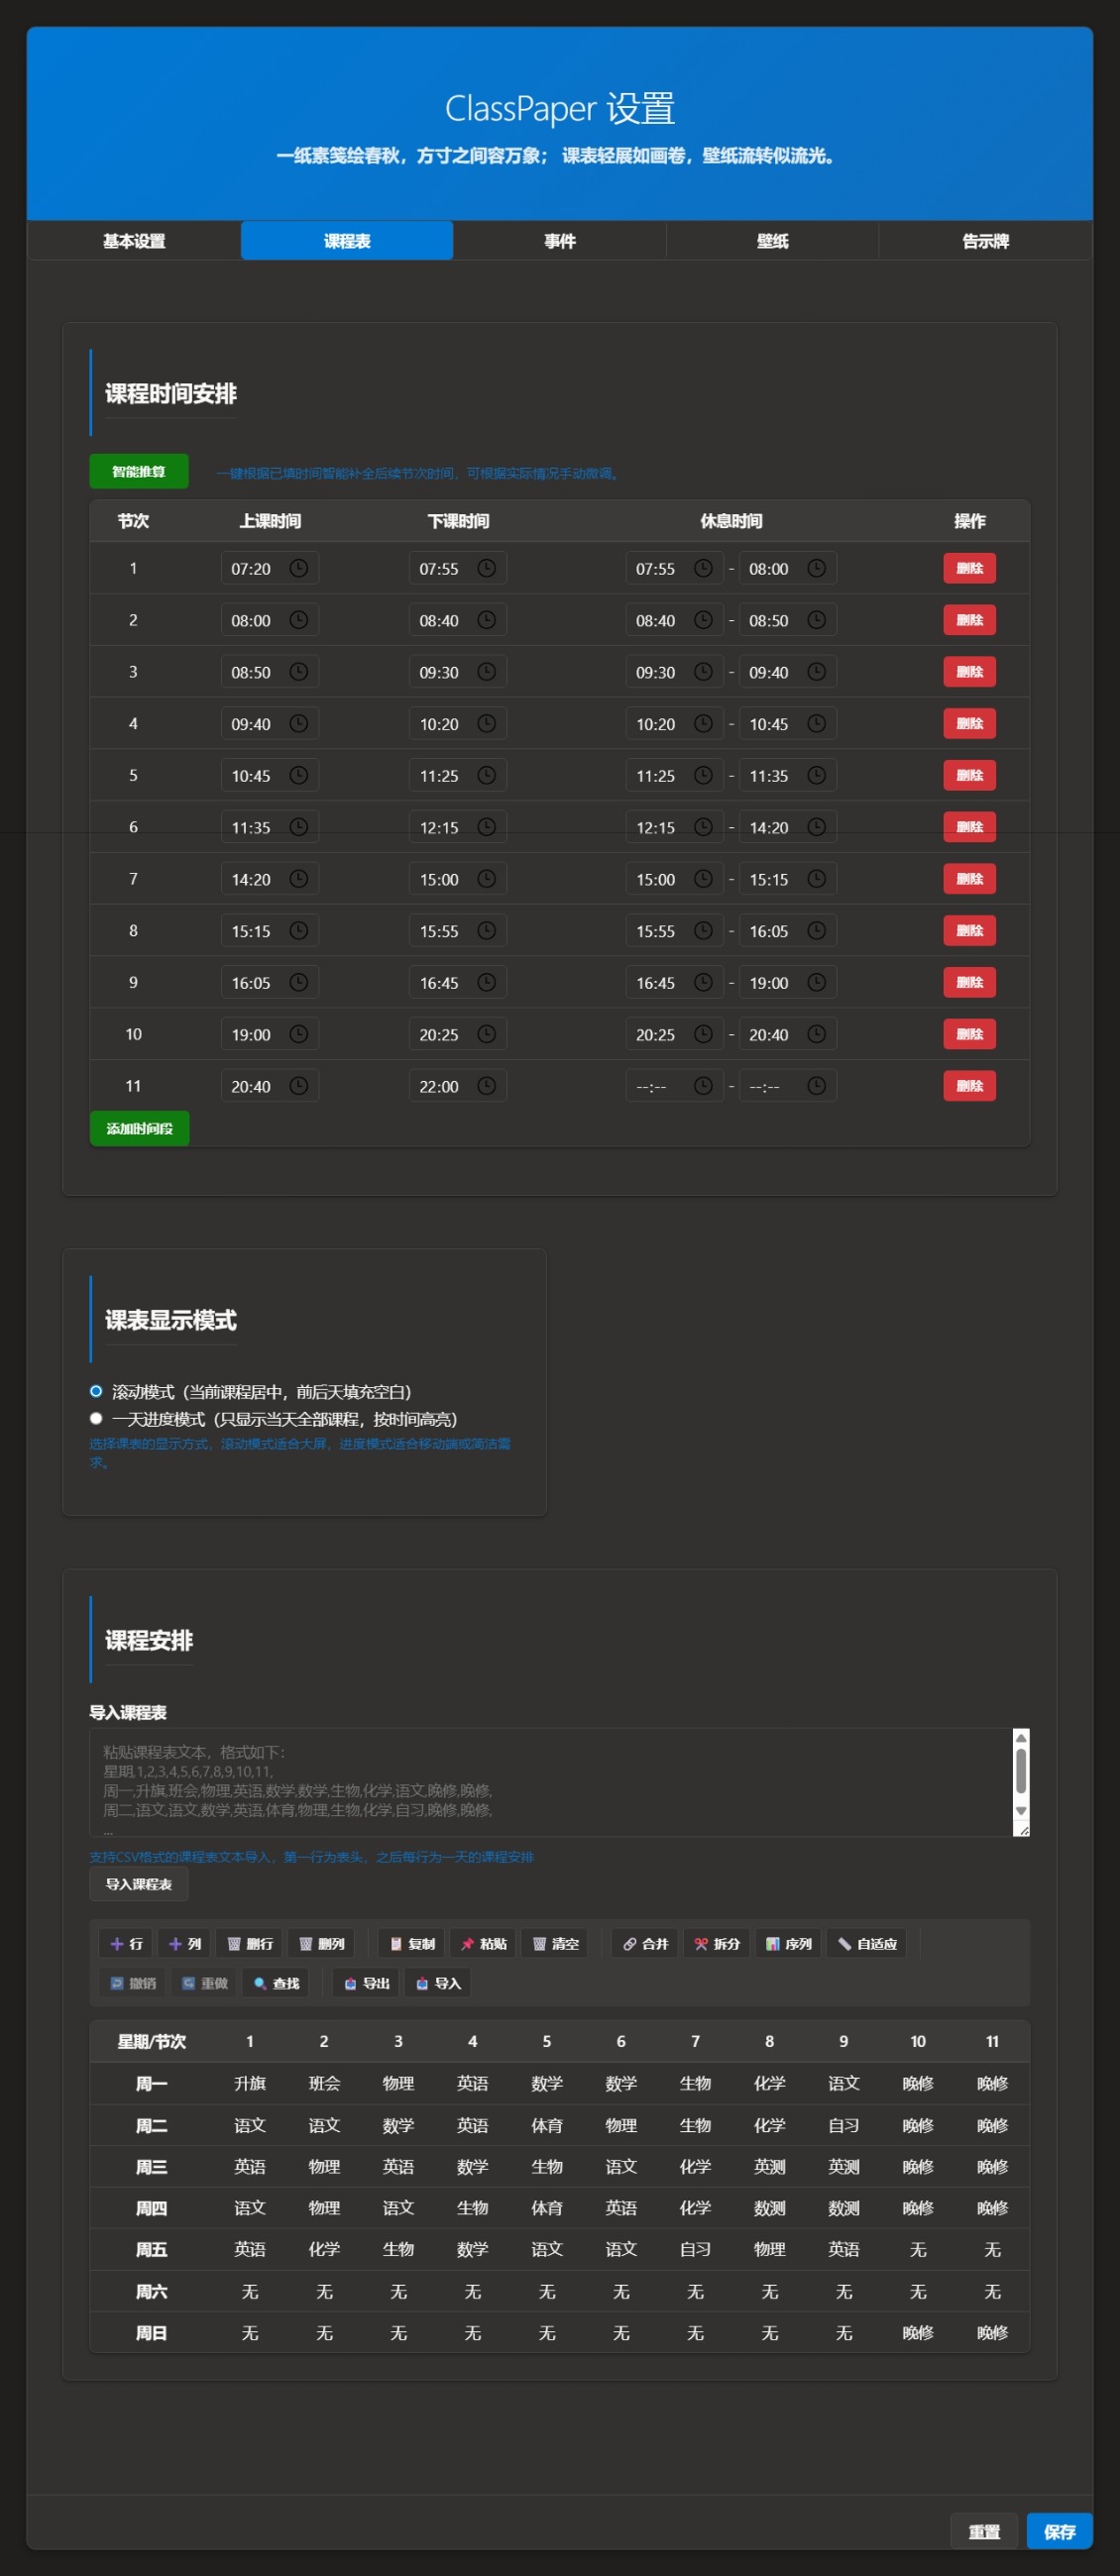 ClassPaper 设置
一纸素笺绘春秋，方寸之间容万象； 课表轻展如画卷，壁纸流转似流光。
基本设置 课程表 事件 壁纸 告示牌
课程时间安排
智能推算 一键根据已填时间智能补全后续节次时间，可根据实际情况手动微调。
节次 上课时间 下课时间 休息时间 操作
1 07:20 07:55 07:55 - 08:00 删除
2 08:00 08:40 08:40 - 08:50 删除
3 08:50 09:30 09:30 - 09:40 删除
4 09:40 10:20 10:20 - 10:45 删除
5 10:45 11:25 11:25 - 11:35 删除
6 11:35 12:15 12:15 - 14:20 删除
7 14:20 15:00 15:00 - 15:15 删除
8 15:15 15:55 15:55 - 16:05 删除
9 16:05 16:45 16:45 - 19:00 删除
10 19:00 20:25 20:25 - 20:40 删除
11 20:40 22:00 --:-- - --:-- 删除
添加时间段
课表显示模式
滚动模式（当前课程居中，前后天填充空白）
一天进度模式（只显示当天全部课程，按时间高亮）
选择课表的显示方式，滚动模式适合大屏，进度模式适合移动端或简洁需
求。
课程安排
导入课程表
粘贴课程表文本，格式如下：
星期,1,2,3,4,5,6,7,8,9,10,11,
周一,升旗,班会,物理,英语,数学,数学,生物,化学,语文,晚修,晚修,
周二,语文,语文,数学,英语,体育,物理,生物,化学,自习,晚修,晚修,
...
支持CSV格式的课程表文本导入，第一行为表头，之后每行为一天的课程安排
导入课程表
行 列 删行 删列 复制 粘贴 清空 合并 拆分 序列 自适应
撤销 重做 查找 导出 导入
星期/节次 1 2 3 4 5 6 7 8 9 10 11
周一 升旗 班会 物理 英语 数学 数学 生物 化学 语文 晚修 晚修
周二 语文 语文 数学 英语 体育 物理 生物 化学 自习 晚修 晚修
周三 英语 物理 英语 数学 生物 语文 化学 英测 英测 晚修 晚修
周四 语文 物理 语文 生物 体育 英语 化学 数测 数测 晚修 晚修
周五 英语 化学 生物 数学 语文 语文 自习 物理 英语 无 无
周六 无 无 无 无 无 无 无 无 无 无 无
周日 无 无 无 无 无 无 无 无 无 晚修 晚修
重置 保存